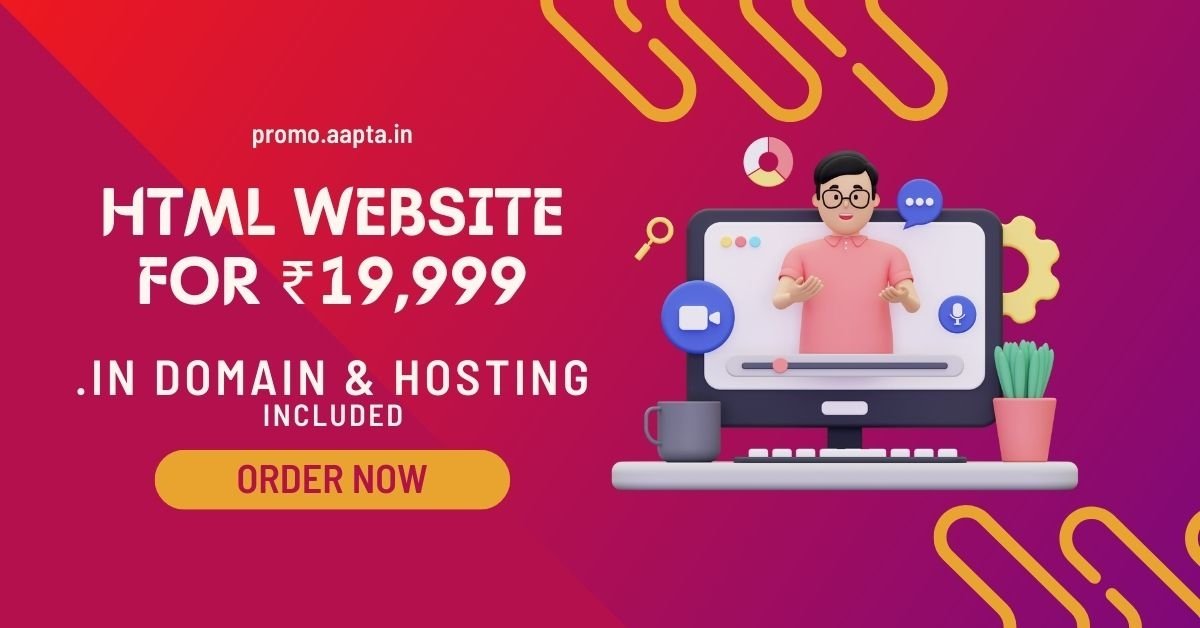 promo.aapta.in
HTML WEBSITE
FOR ₹19,999
.IN DOMAIN & HOSTING
INCLUDED
ORDER NOW